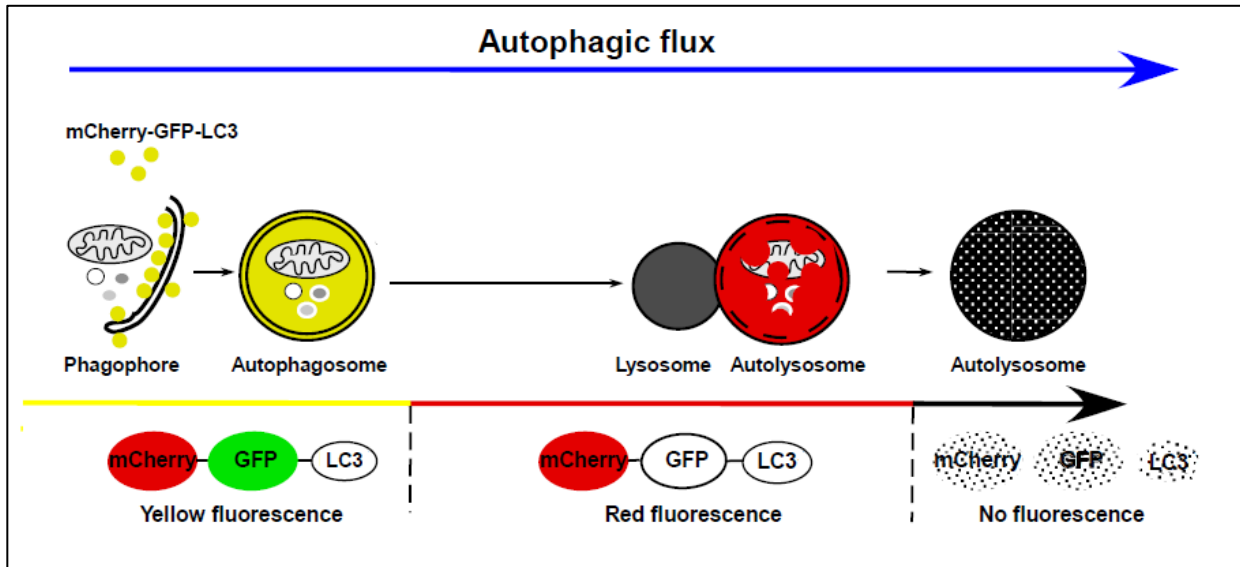 Autophagic flux
mCherry-GFP-LC3
Phagophore
Autophagosome
Lysosome
Autolysosome
Autolysosome
mCherry
GFP
LC3
mCherry
GFP
LC3
mCherry
GFP
LC3
Yellow fluorescence
Red fluorescence
No fluorescence